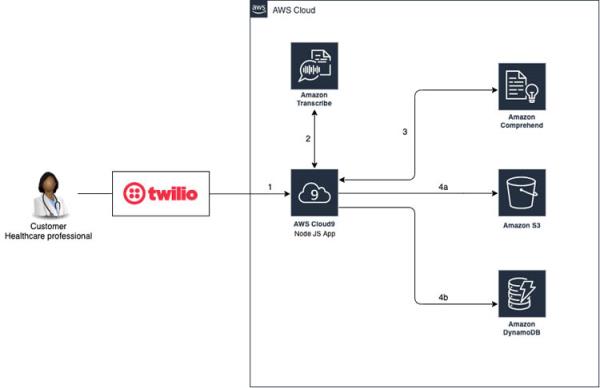 aws
AWS Cloud
Amazon
Transcribe
2
3
Amazon
Comprehend
twilio
1
9
4a
Customer
Healthcare professional
AWS Cloud9
Node JS App
Amazon S3
4b
Amazon
DynamoDB